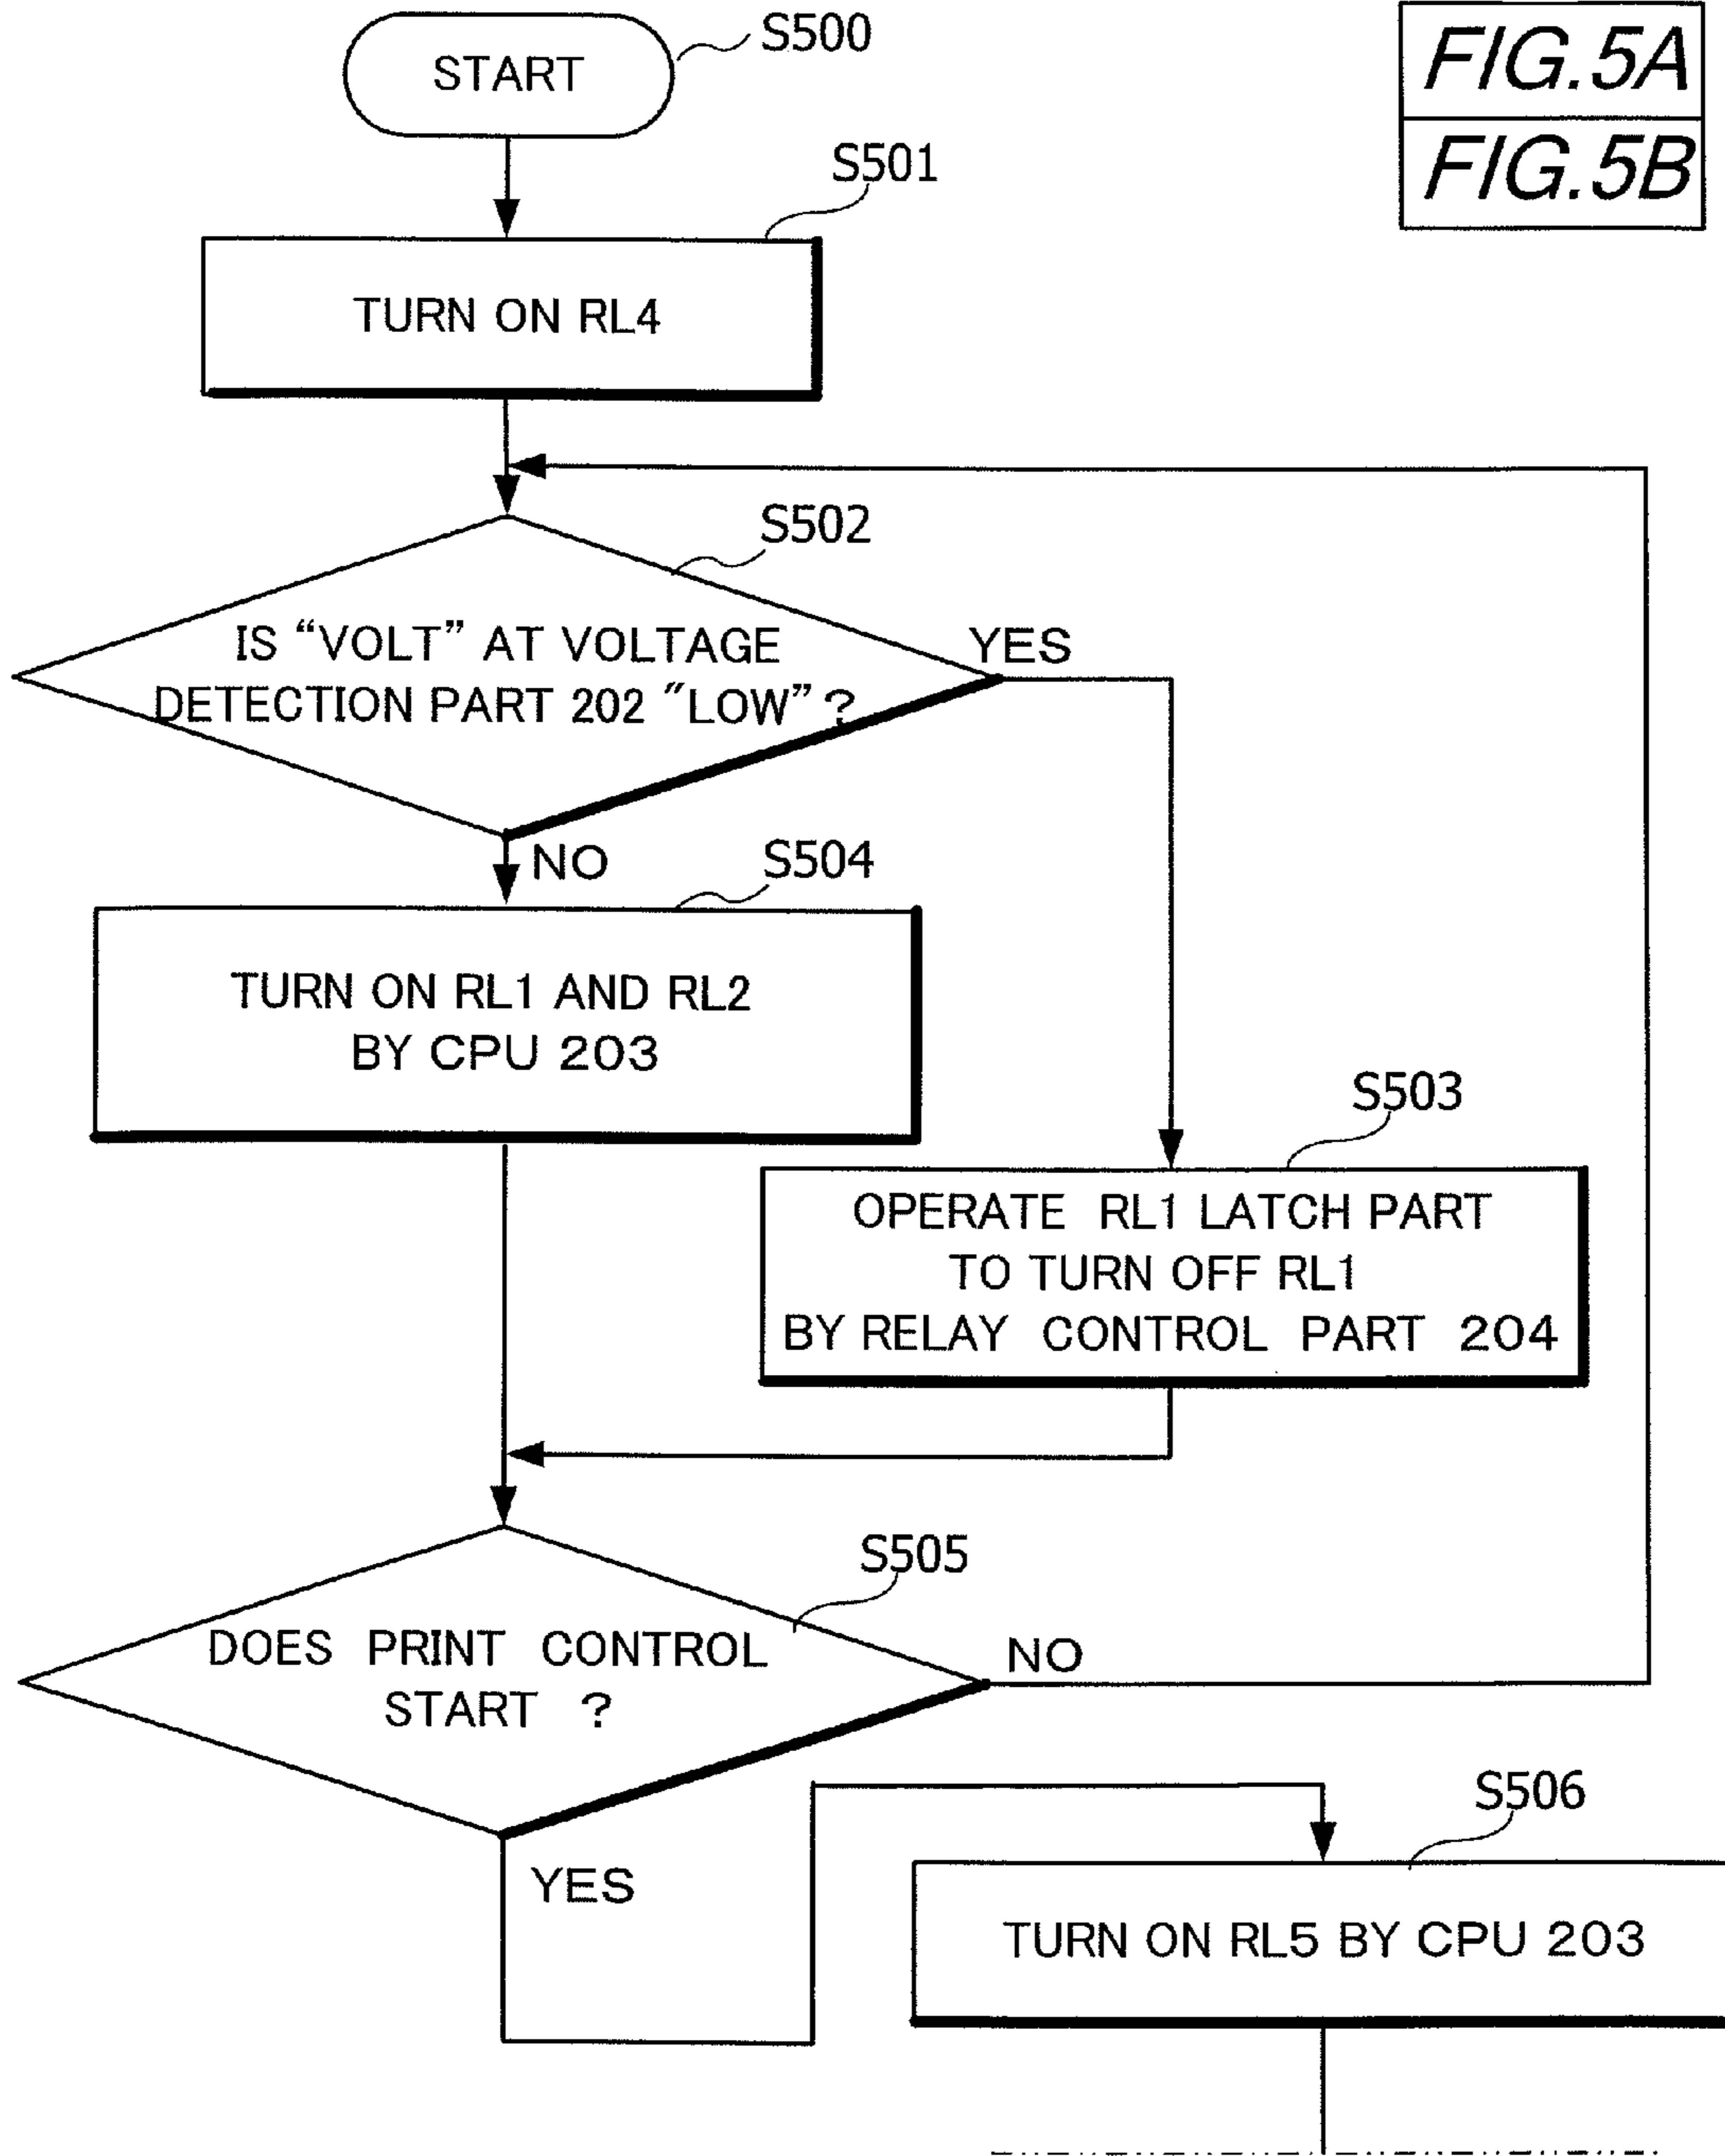 START
S500
FIG.5A
FIG.5B
S501
TURN ON RL4
S502
IS “VOLT” AT VOLTAGE
DETECTION PART 202 "LOW” ?
YES
NO
S504
TURN ON RL1 AND RL2
BY CPU 203
S503
OPERATE RL1 LATCH PART
TO TURN OFF RL1
BY RELAY CONTROL PART 204
S505
DOES PRINT CONTROL
START ?
NO
YES
S506
TURN ON RL5 BY CPU 203